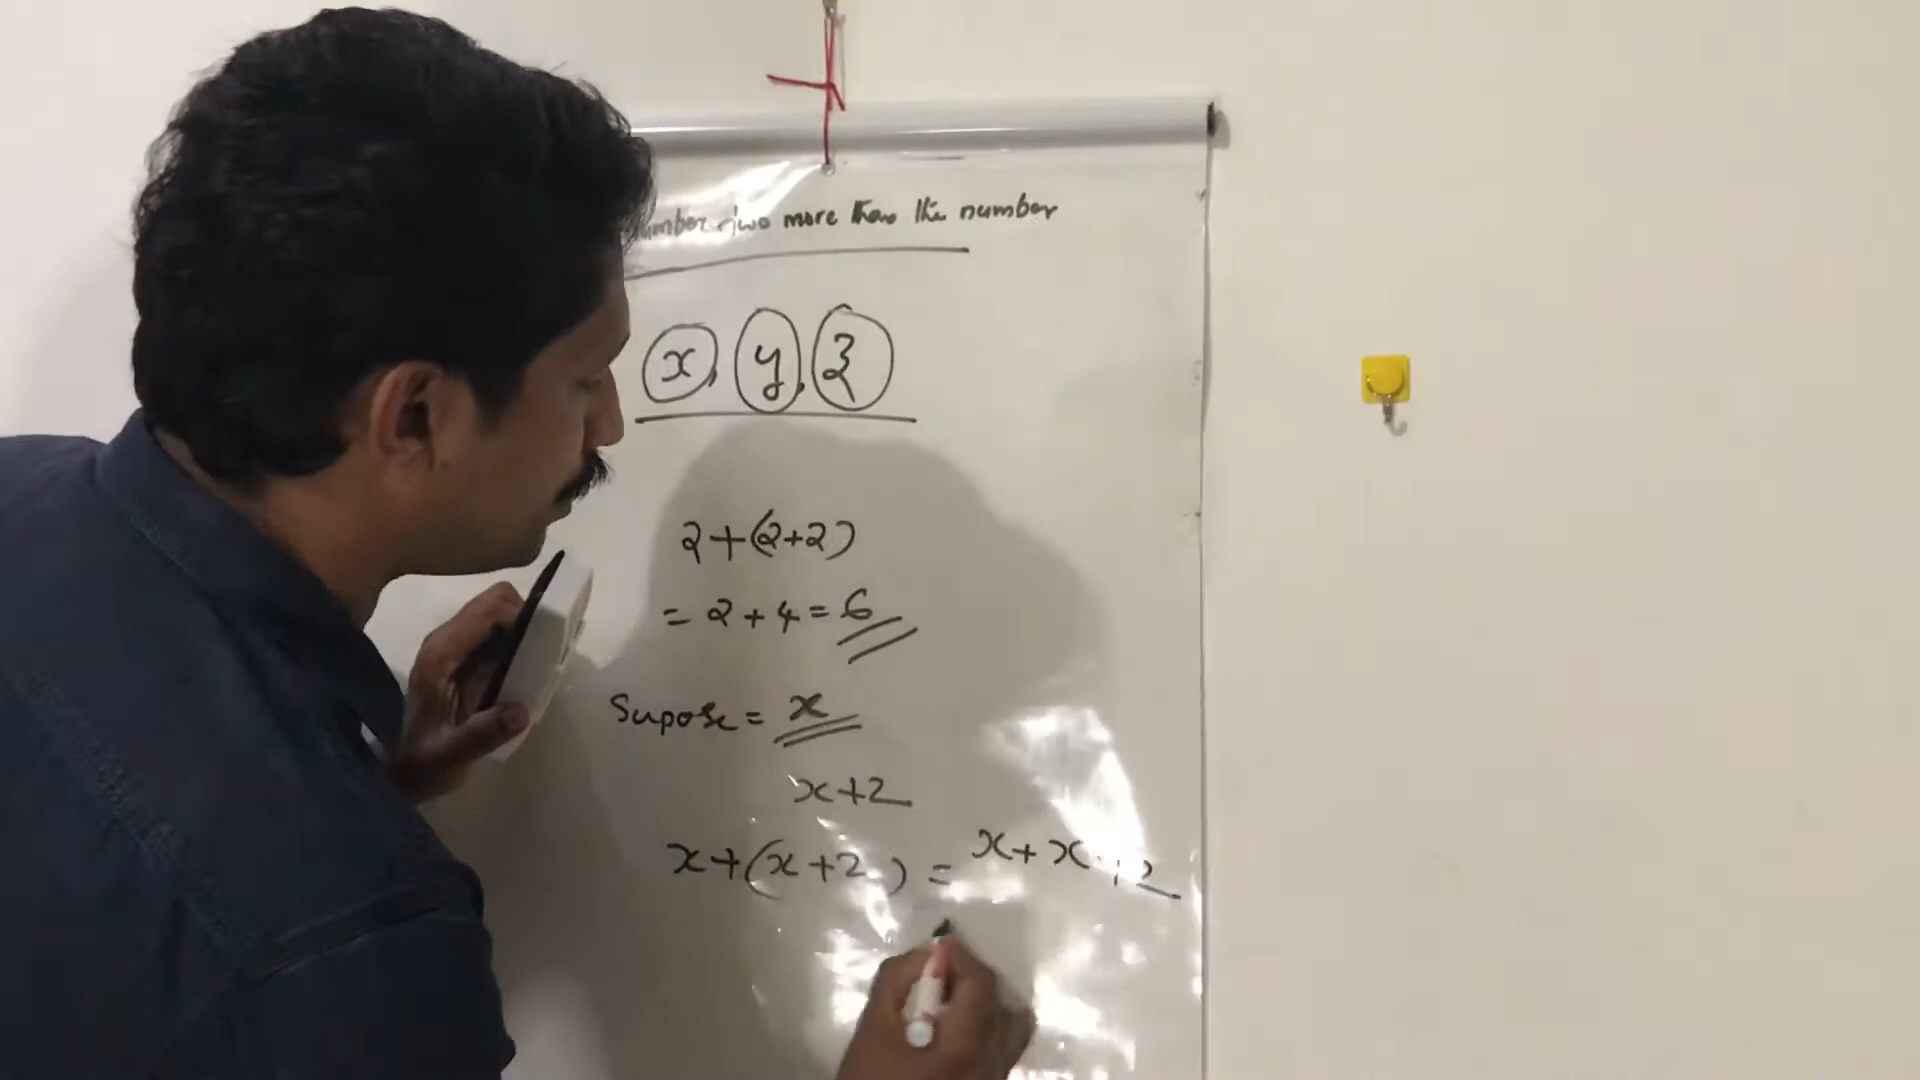 number two more than the number
x, y, z
2+(2+2)
= 2+4=6
Supose = x
x+2
x+(x+2) = x+x+2